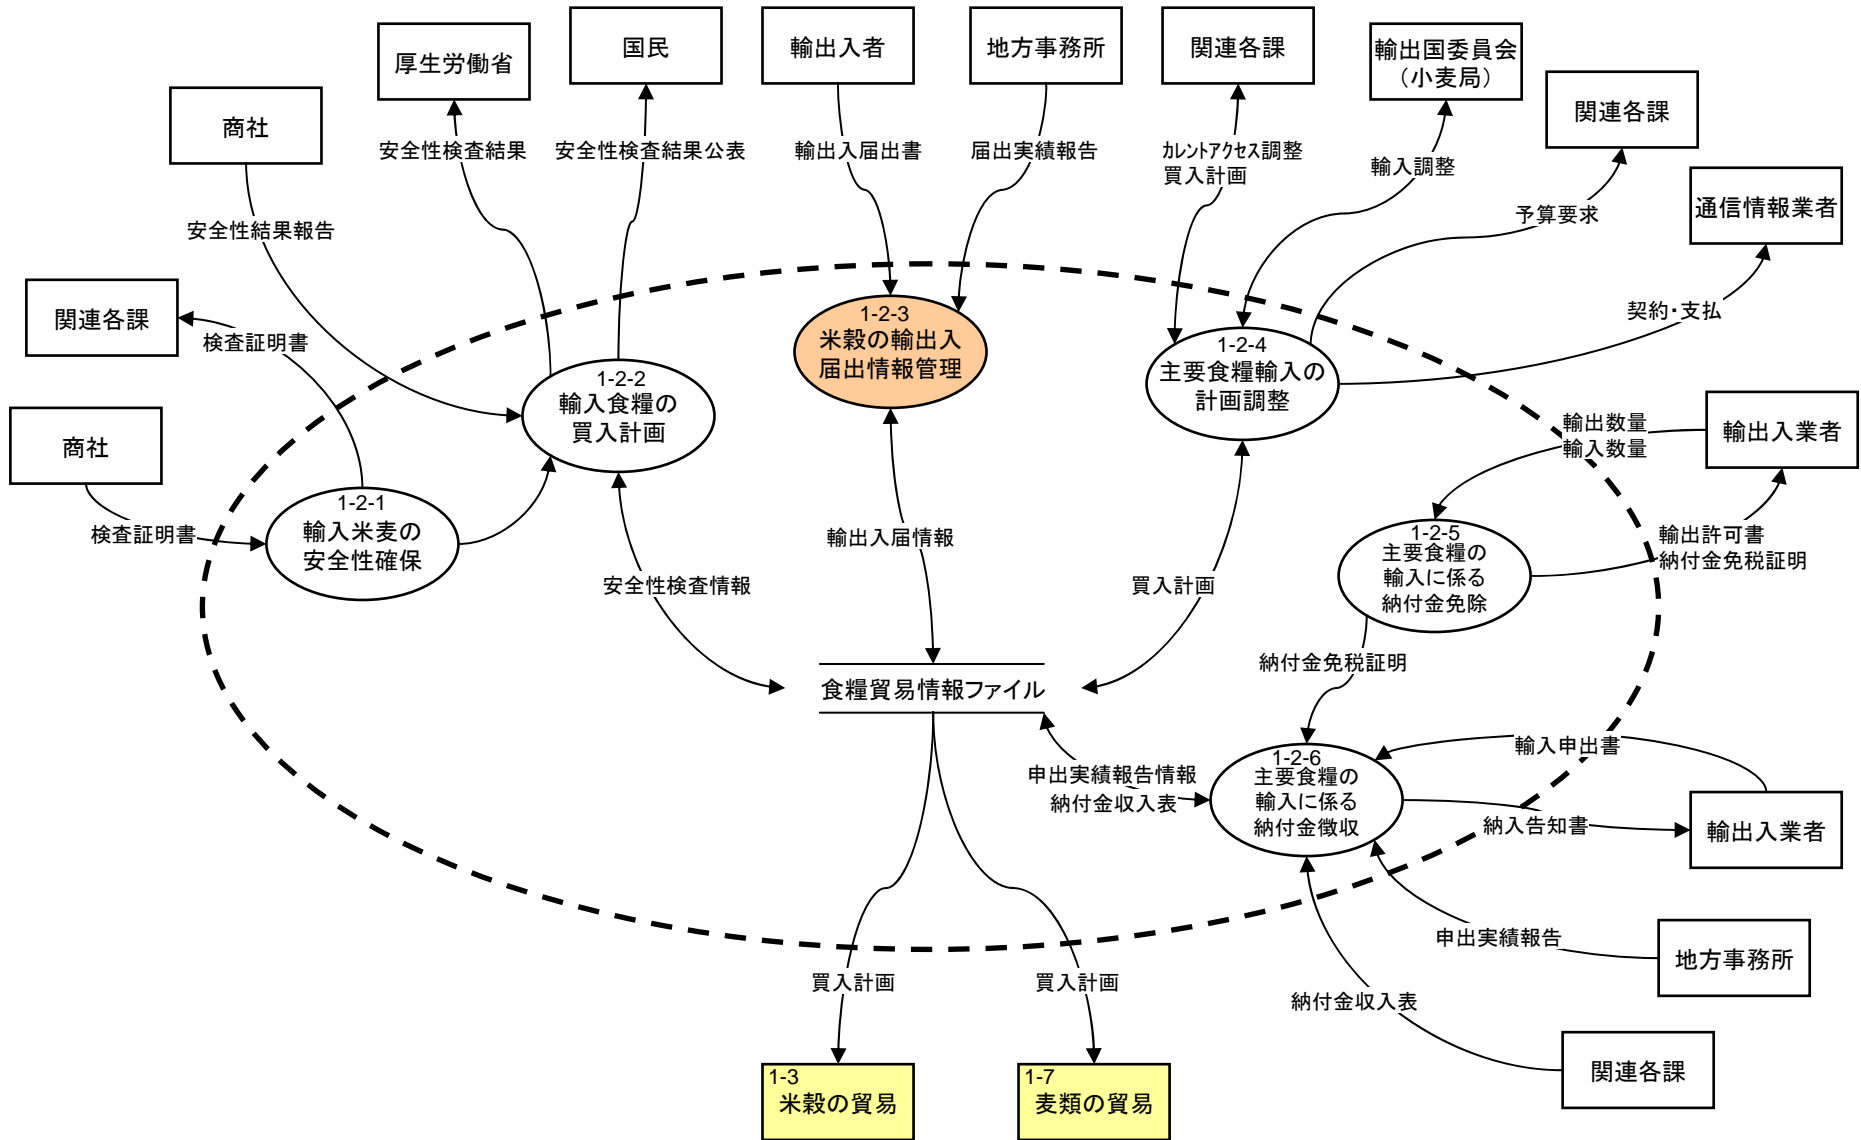 厚生労働省
国民
輸出入者
地方事務所
関連各課
輸出国委員会
（小麦局）
関連各課
商社
通信情報業者
安全性検査結果
安全性検査結果公表
輸出入届出書
届出実績報告
ｶﾚﾝﾄｱｸｾｽ調整
買入計画
輸入調整
予算要求
安全性結果報告
関連各課
検査証明書
契約・支払
1-2-3
米穀の輸出入
届出情報管理
1-2-4
主要食糧輸入の
計画調整
1-2-2
輸入食糧の
買入計画
商社
輸出数量
輸入数量
輸出入業者
検査証明書
1-2-1
輸入米麦の
安全性確保
輸出入届情報
安全性検査情報
買入計画
1-2-5
主要食糧の
輸入に係る
納付金免除
輸出許可書
納付金免税証明
納付金免税証明
食糧貿易情報ファイル
申出実績報告情報
納付金収入表
1-2-6
主要食糧の
輸入に係る
納付金徴収
輸入申出書
納入告知書
輸出入業者
申出実績報告
地方事務所
買入計画
買入計画
納付金収入表
関連各課
1-3
米穀の貿易
1-7
麦類の貿易